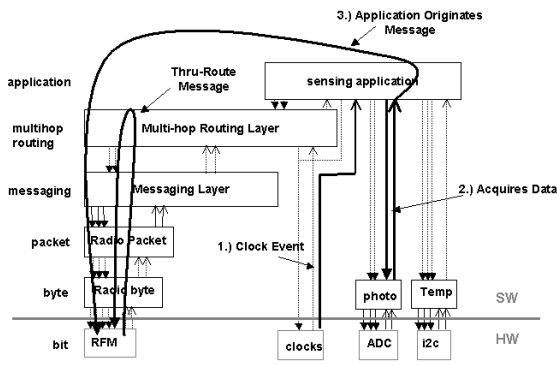 3.) Application Originates
Message
application
sensing application
Thru-Route
Message
multihop
routing
Multi-hop Routing Layer
messaging
Messaging Layer
2.) Acquires Data
packet
Radio Packet
1.) Clock Event
byte
Radio byte
photo
Temp
SW
HW
bit
RFM
clocks
ADC
i2c